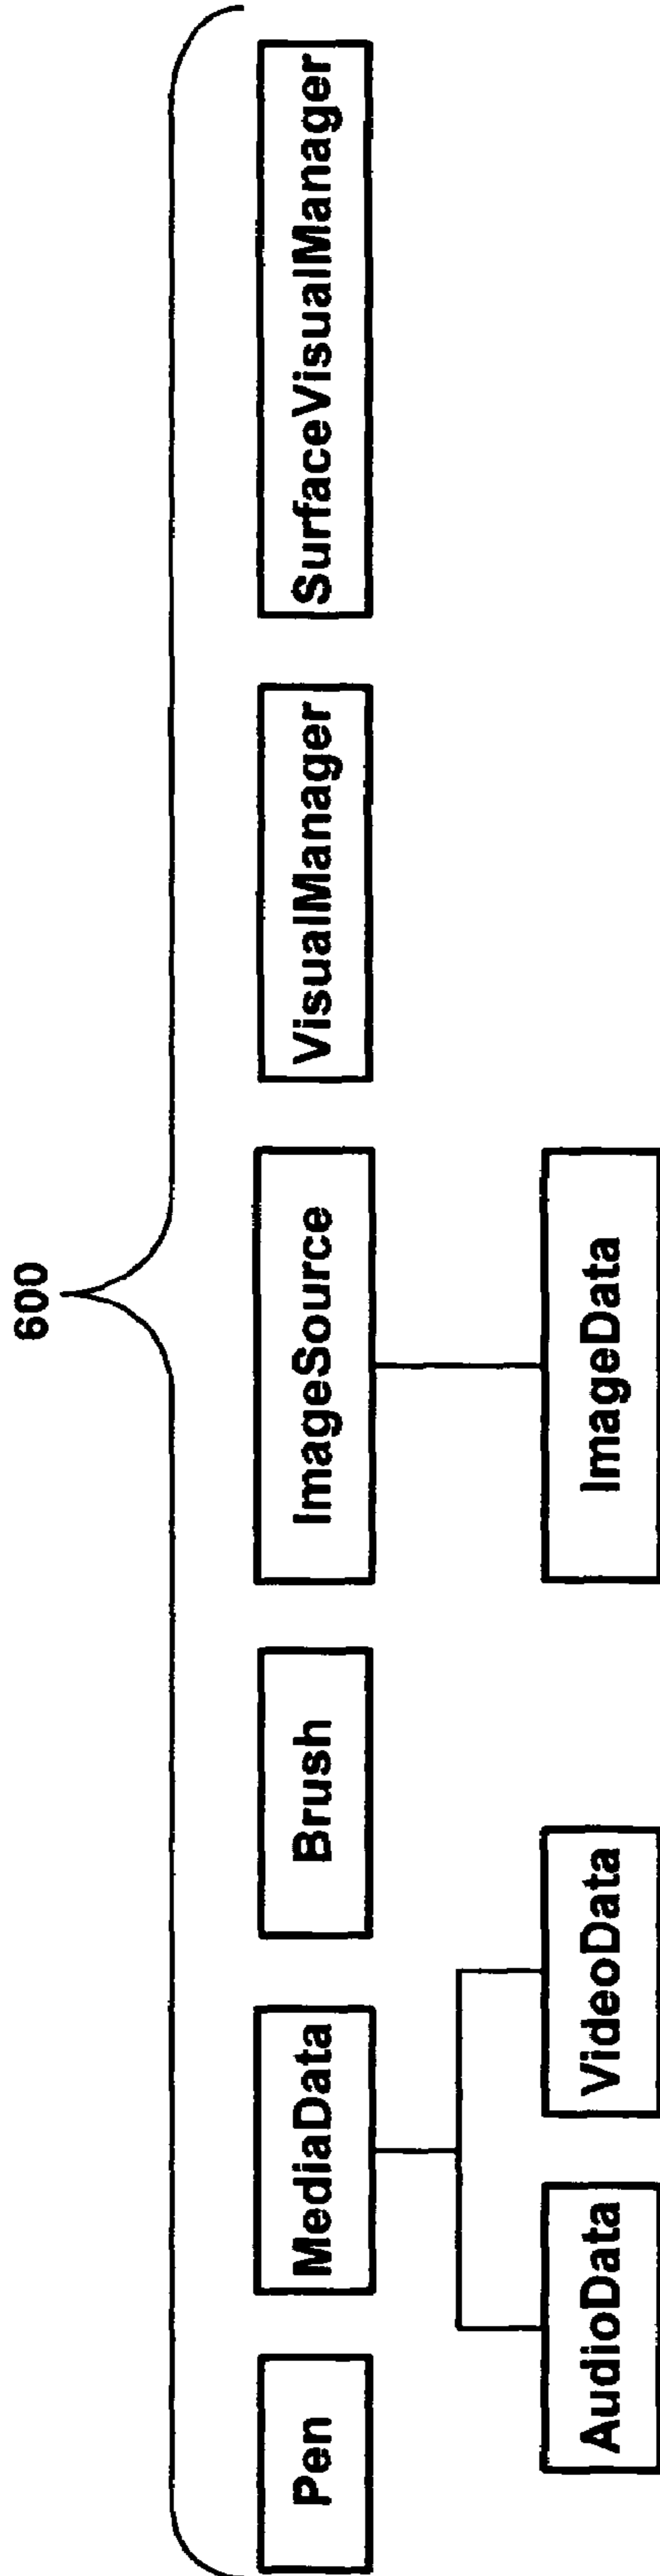 600
Pen
MediaData
Brush
ImageSource
VisualManager
SurfaceVisualManager
AudioData
VideoData
ImageData